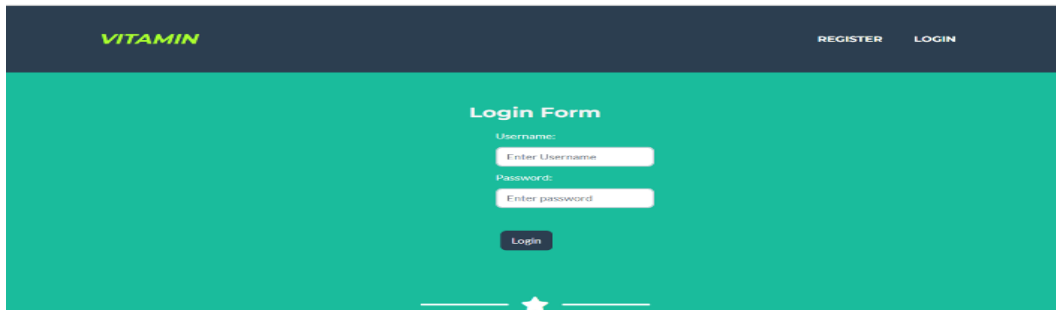 VITAMIN
REGISTER LOGIN
Login Form
Username:
Enter Username
Password:
Enter password
Login